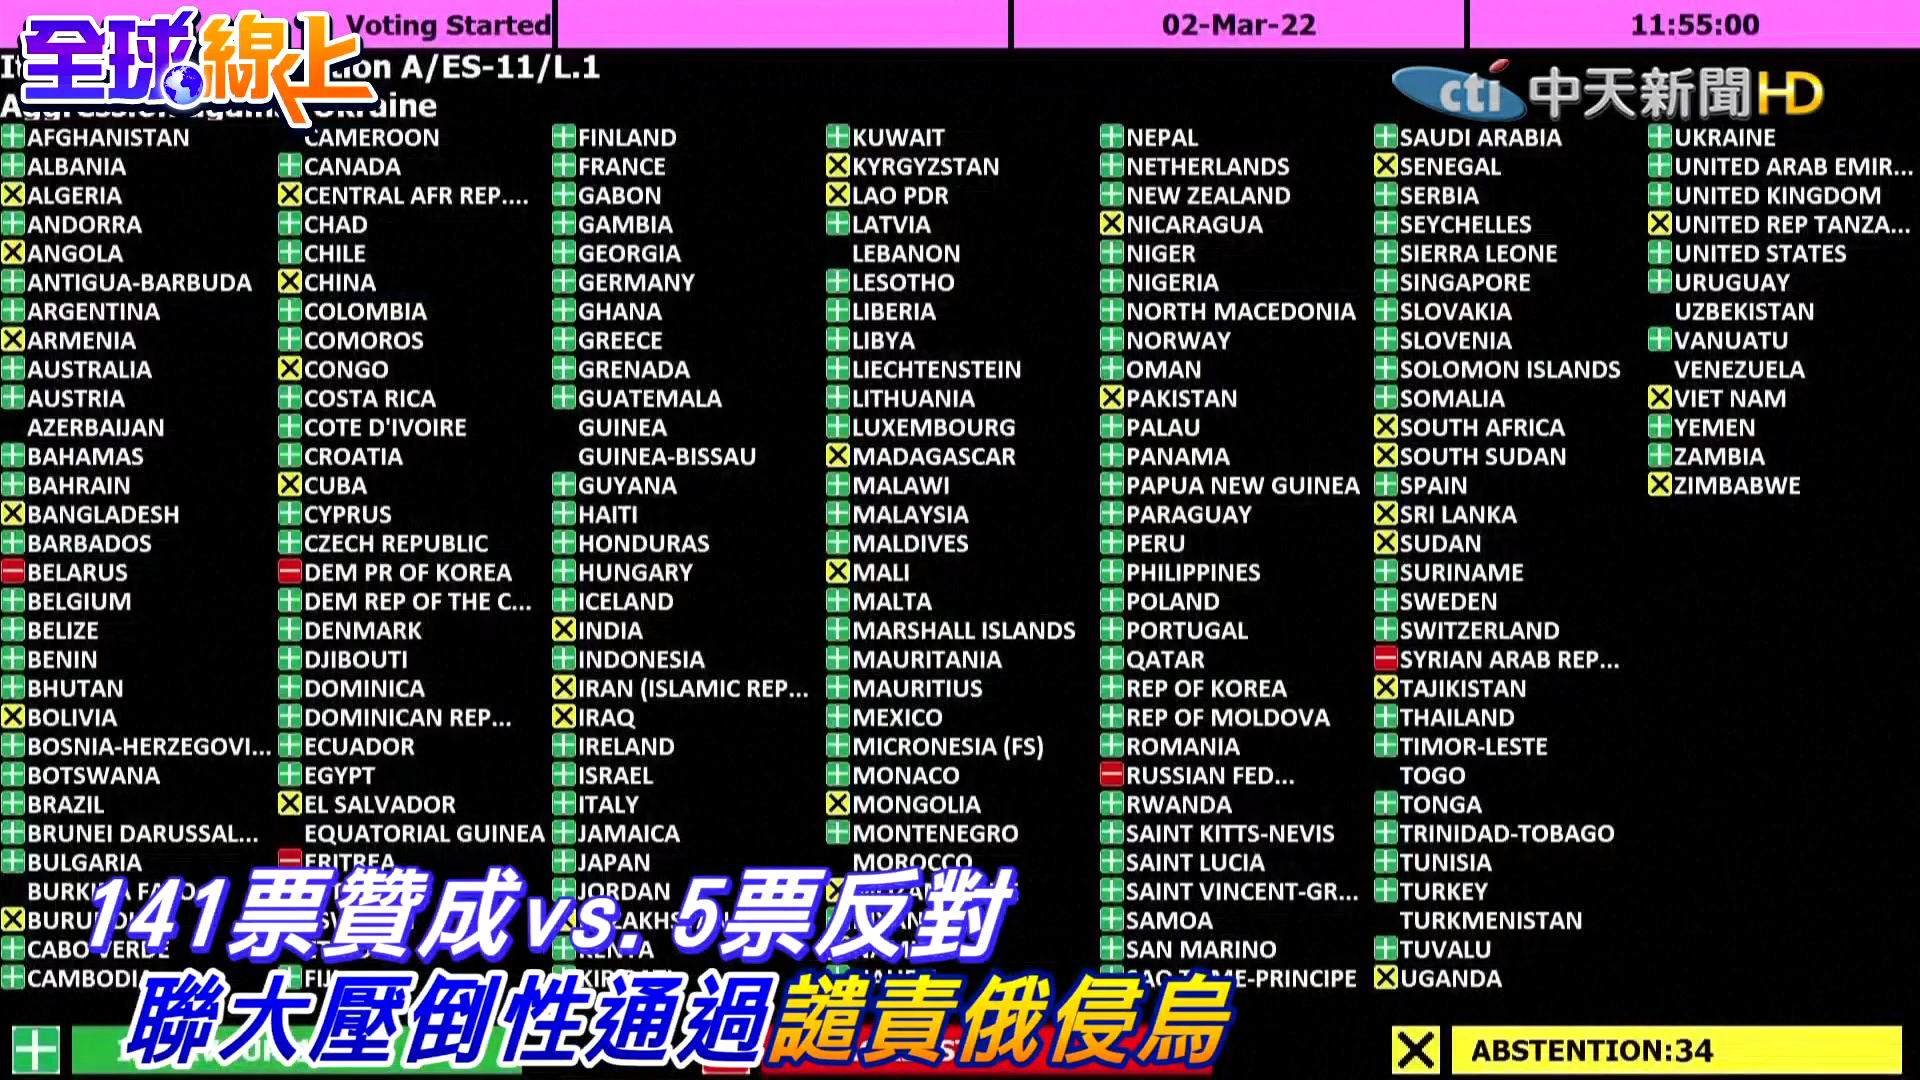 全球線上
Voting Started
02-Mar-22
11:55:00
A/ES-11/L.1
cti 中天新聞HD
AFGHANISTAN
ALBANIA
ALGERIA
ANDORRA
ANGOLA
ANTIGUA-BARBUDA
ARGENTINA
ARMENIA
AUSTRALIA
AUSTRIA
AZERBAIJAN
BAHAMAS
BAHRAIN
BANGLADESH
BARBADOS
BELARUS
BELGIUM
BELIZE
BENIN
BHUTAN
BOLIVIA
BOSNIA-HERZEGOVI...
BOTSWANA
BRAZIL
BRUNEI DARUSSAL...
BULGARIA
CABO VERDE
CAMBODIA
CAMEROON
CANADA
CENTRAL AFR REP....
CHAD
CHILE
CHINA
COLOMBIA
COMOROS
CONGO
COSTA RICA
COTE D'IVOIRE
CROATIA
CUBA
CYPRUS
CZECH REPUBLIC
DEM PR OF KOREA
DEM REP OF THE C...
DENMARK
DJIBOUTI
DOMINICA
DOMINICAN REP...
ECUADOR
EGYPT
EL SALVADOR
EQUATORIAL GUINEA
ERITREA
FINLAND
FRANCE
GABON
GAMBIA
GEORGIA
GERMANY
GHANA
GREECE
GRENADA
GUATEMALA
GUINEA
GUINEA-BISSAU
GUYANA
HAITI
HONDURAS
HUNGARY
ICELAND
INDIA
INDONESIA
IRAN (ISLAMIC REP...
IRAQ
IRELAND
ISRAEL
ITALY
JAMAICA
JAPAN
JORDAN
KUWAIT
KYRGYZSTAN
LAO PDR
LATVIA
LEBANON
LESOTHO
LIBERIA
LIBYA
LIECHTENSTEIN
LITHUANIA
LUXEMBOURG
MADAGASCAR
MALAWI
MALAYSIA
MALDIVES
MALI
MALTA
MARSHALL ISLANDS
MAURITANIA
MAURITIUS
MEXICO
MICRONESIA (FS)
MONACO
MONGOLIA
MONTENEGRO
MOROCCO
NEPAL
NETHERLANDS
NEW ZEALAND
NICARAGUA
NIGER
NIGERIA
NORTH MACEDONIA
NORWAY
OMAN
PAKISTAN
PALAU
PANAMA
PAPUA NEW GUINEA
PARAGUAY
PERU
PHILIPPINES
POLAND
PORTUGAL
QATAR
REP OF KOREA
REP OF MOLDOVA
ROMANIA
RUSSIAN FED...
RWANDA
SAINT KITTS-NEVIS
SAINT LUCIA
SAINT VINCENT-GR...
SAMOA
SAN MARINO
SAUDI ARABIA
SENEGAL
SERBIA
SEYCHELLES
SIERRA LEONE
SINGAPORE
SLOVAKIA
SLOVENIA
SOLOMON ISLANDS
SOMALIA
SOUTH AFRICA
SOUTH SUDAN
SPAIN
SRI LANKA
SUDAN
SURINAME
SWEDEN
SWITZERLAND
SYRIAN ARAB REP...
TAJIKISTAN
THAILAND
TIMOR-LESTE
TOGO
TONGA
TRINIDAD-TOBAGO
TUNISIA
TURKEY
TURKMENISTAN
TUVALU
UGANDA
UKRAINE
UNITED ARAB EMIR...
UNITED KINGDOM
UNITED REP TANZA...
UNITED STATES
URUGUAY
UZBEKISTAN
VANUATU
VENEZUELA
VIET NAM
YEMEN
ZAMBIA
ZIMBABWE
141票贊成vs.5票反對
聯大壓倒性通過譴責俄侵烏
ABSTENTION:34